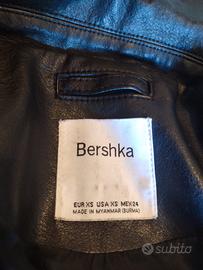 Bershka
EUR XS USA XS MEX 24
MADE IN MYANMAR (BURMA)
subito